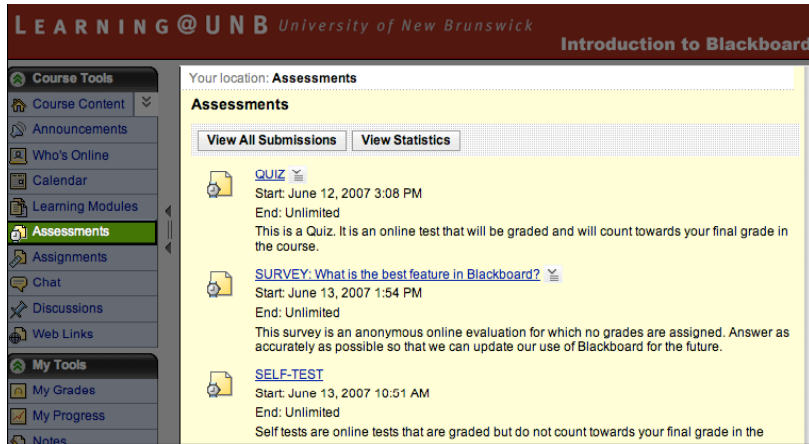 LEARNING@UNB University of New Brunswick
Introduction to Blackboard
Course Tools
Course Content
Announcements
Who's Online
Calendar
Learning Modules
Assessments
Assignments
Chat
Discussions
Web Links
My Tools
My Grades
My Progress
Notes
Your location: Assessments
Assessments
View All Submissions View Statistics
QUIZ
Start: June 12, 2007 3:08 PM
End: Unlimited
This is a Quiz. It is an online test that will be graded and will count towards your final grade in
the course.
SURVEY: What is the best feature in Blackboard?
Start: June 13, 2007 1:54 PM
End: Unlimited
This survey is an anonymous online evaluation for which no grades are assigned. Answer as
accurately as possible so that we can update our use of Blackboard for the future.
SELF-TEST
Start: June 13, 2007 10:51 AM
End: Unlimited
Self tests are online tests that are graded but do not count towards your final grade in the